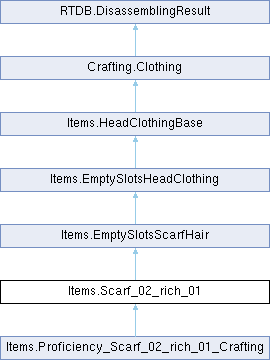 RTDB.DisassemblingResult
Crafting.Clothing
Items.HeadClothingBase
Items.EmptySlotsHeadClothing
Items.EmptySlotsScarfHair
Items.Scarf_02_rich_01
Items.Proficiency_Scarf_02_rich_01_Crafting